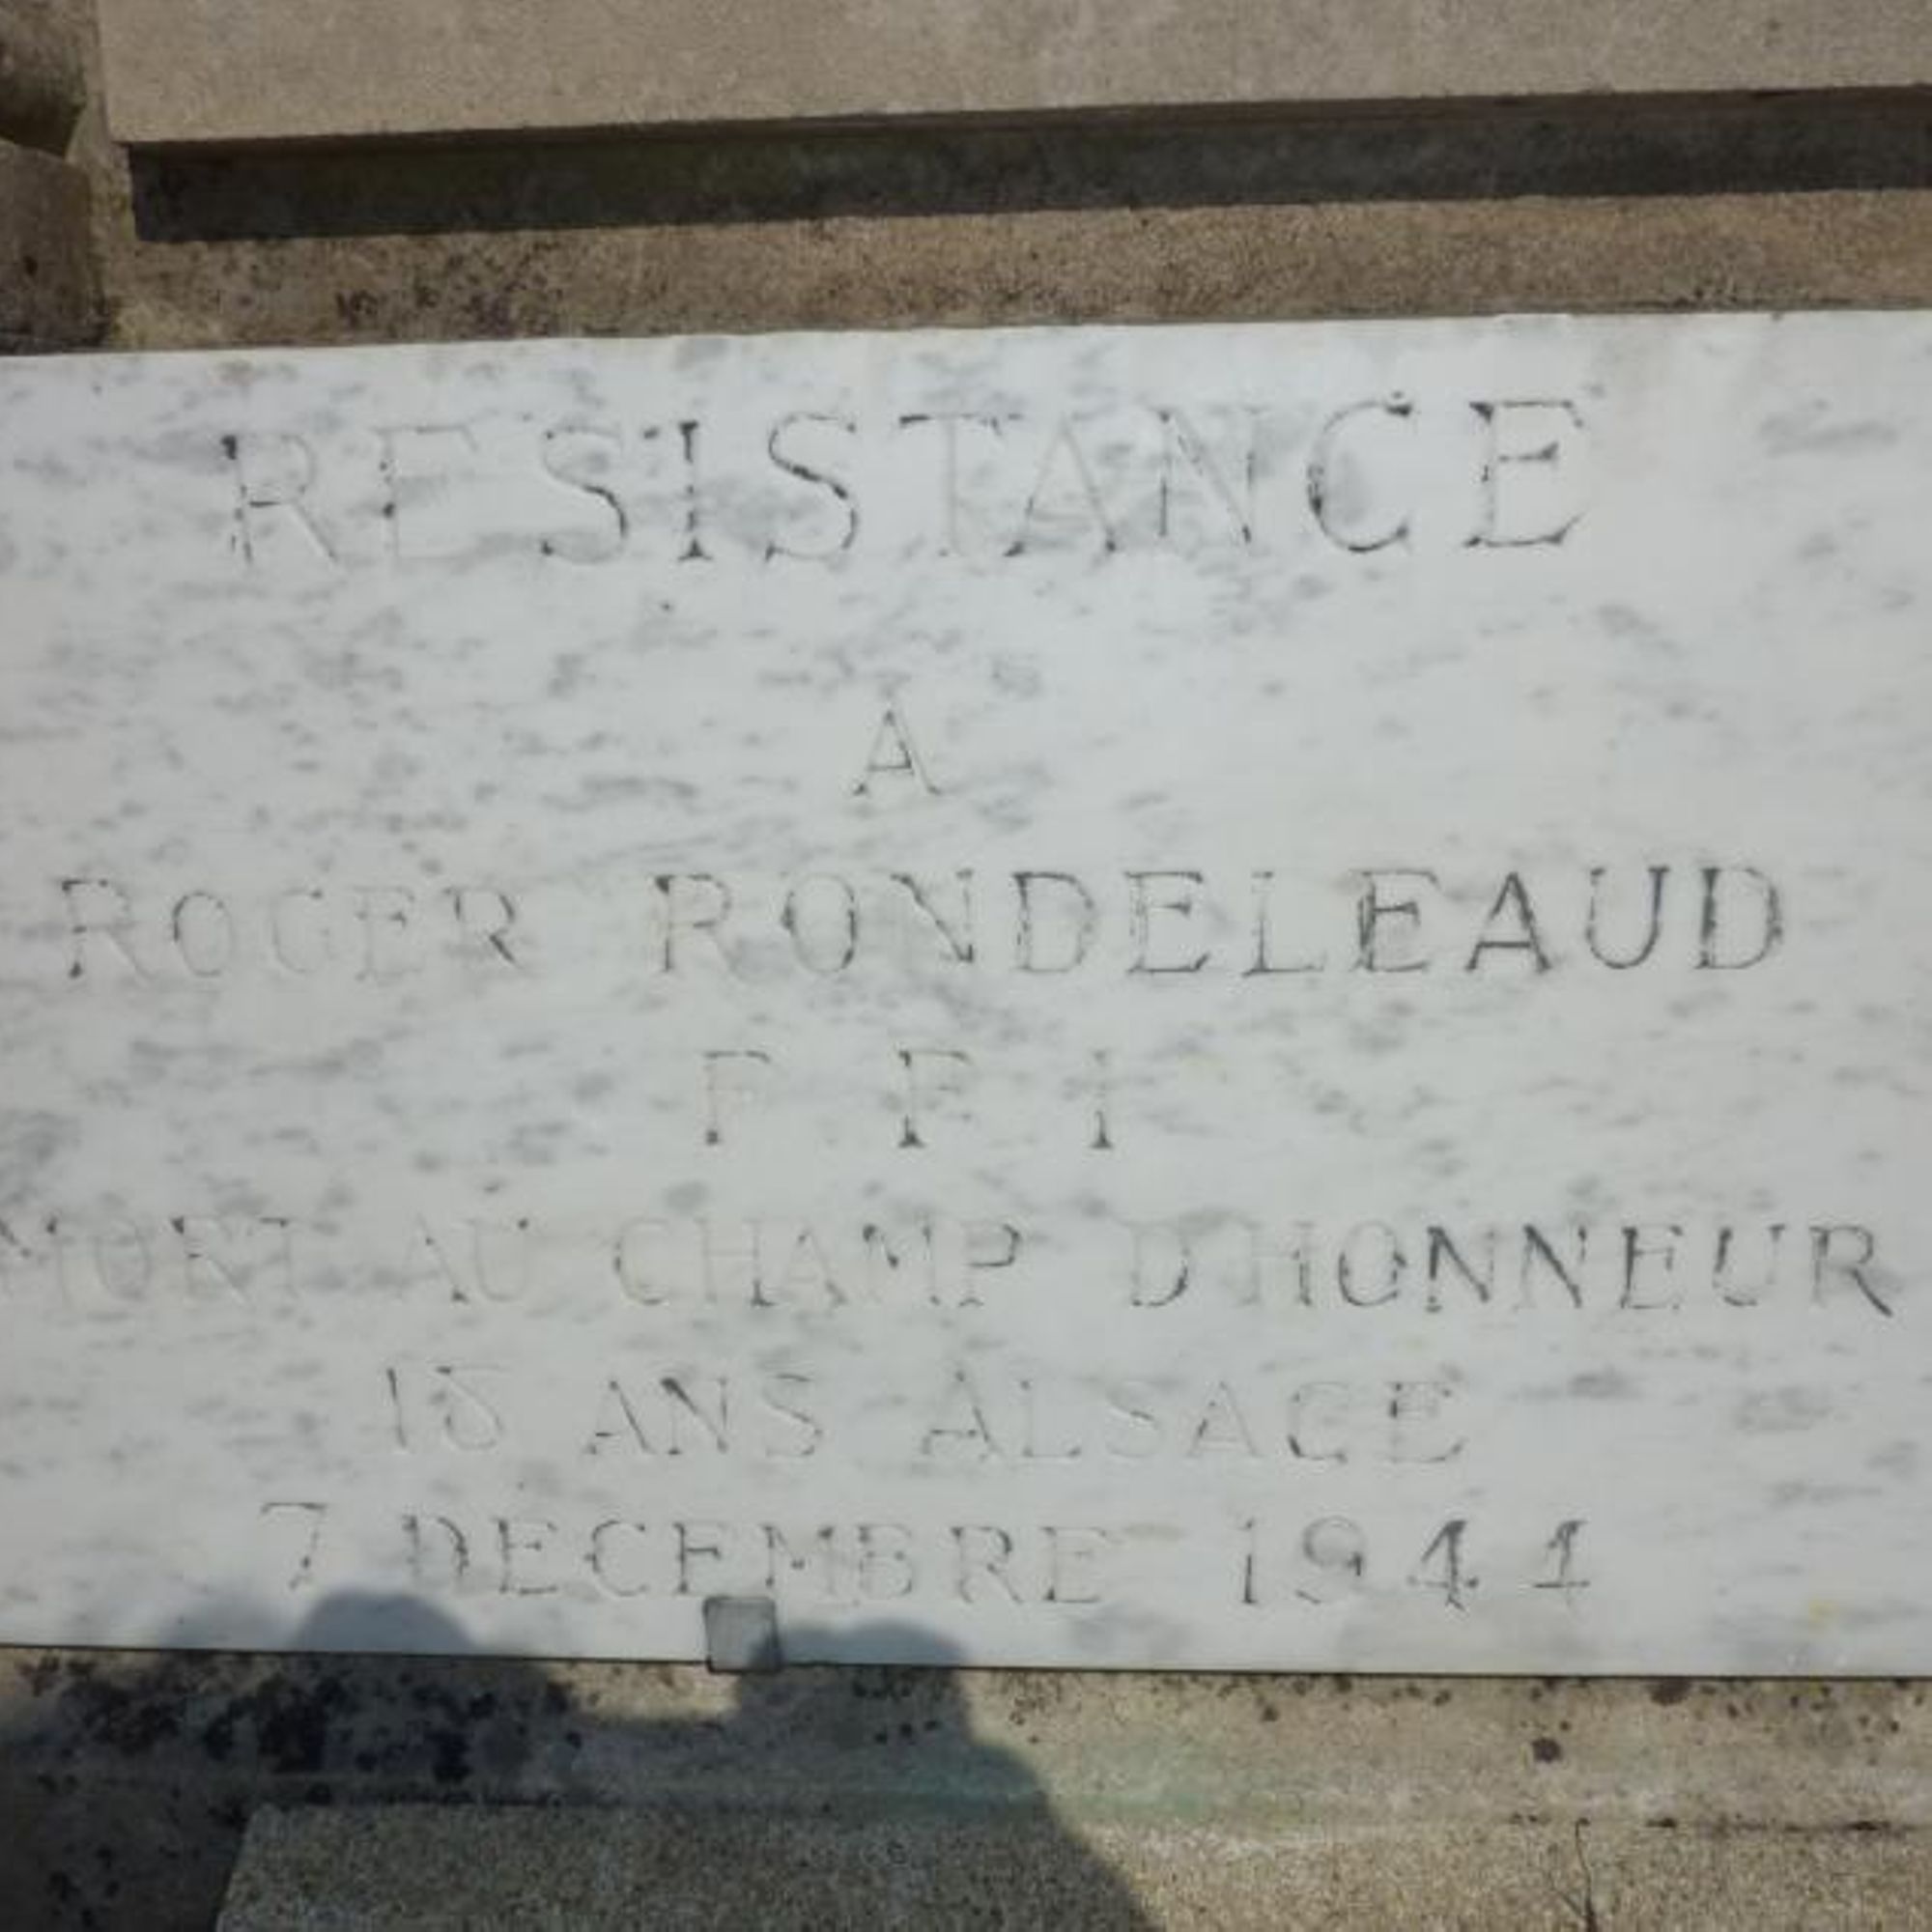 RESISTANCE
A
ROGER RONDELEAUD
F F I
MORT AU CHAMP D'HONNEUR
18 ANS ALSACE
7 DECEMBRE 1944